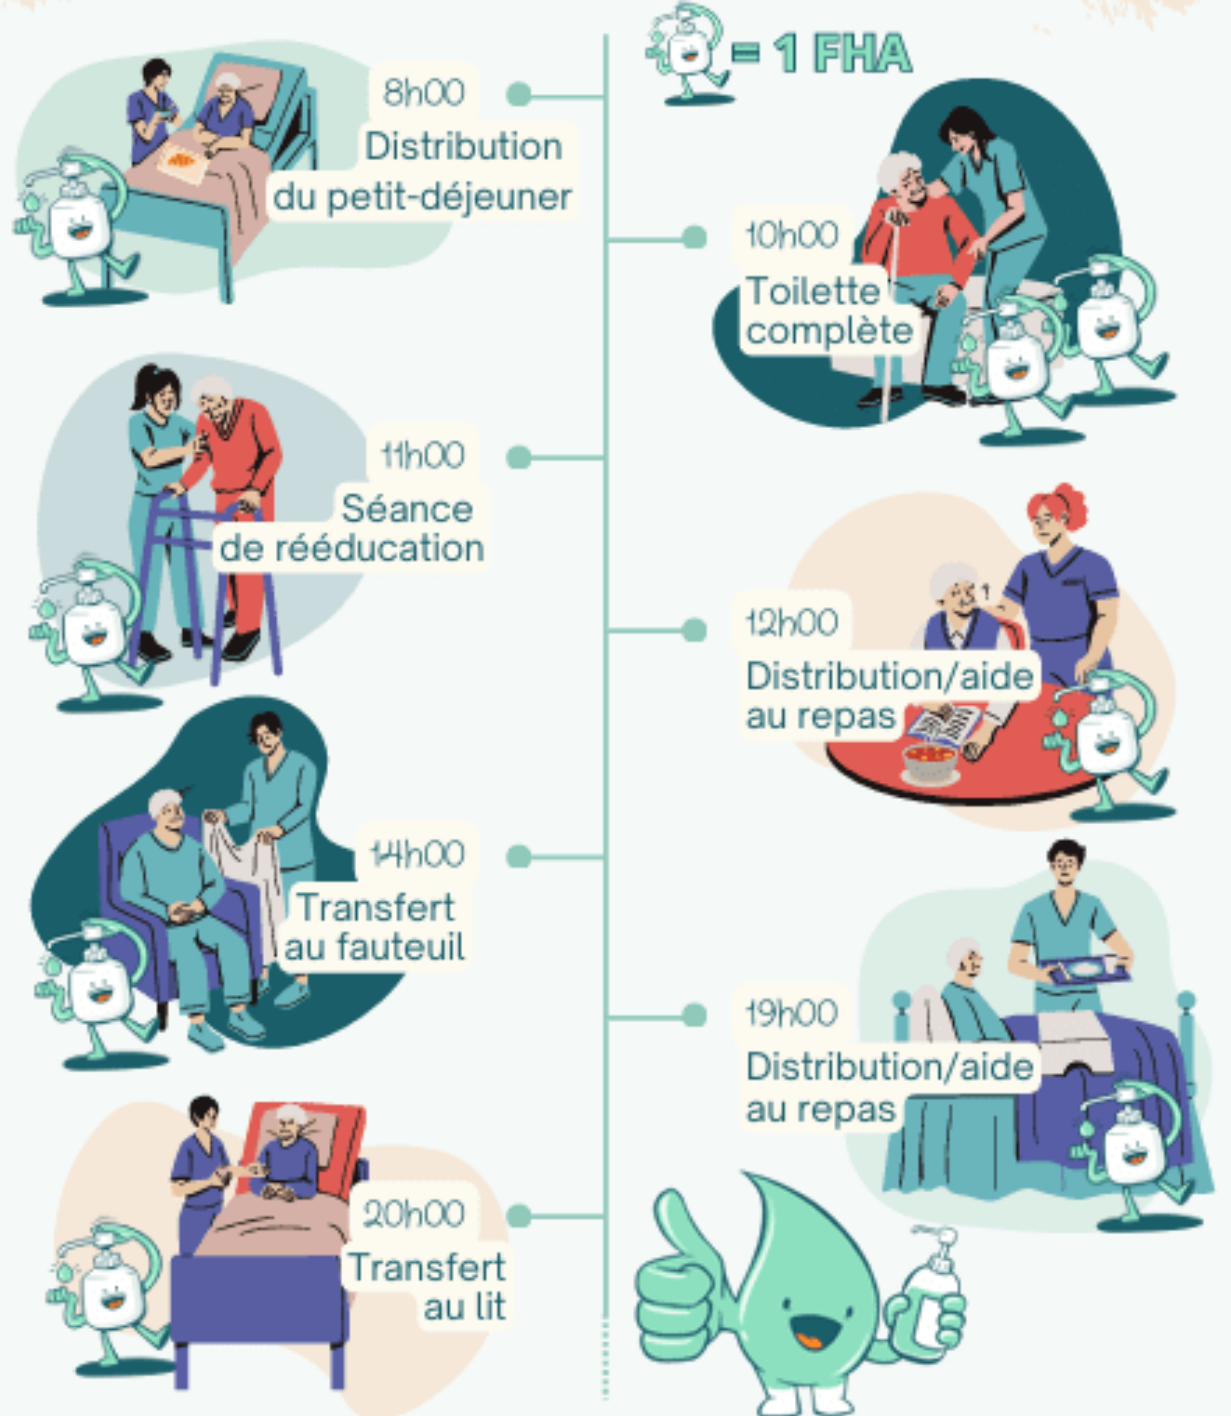 = 1 FHA
8h00
Distribution
du petit-déjeuner
10h00
Toilette
complète
11h00
Séance
de rééducation
12h00
Distribution/aide
au repas
14h00
Transfert
au fauteuil
19h00
Distribution/aide
au repas
20h00
Transfert
au lit